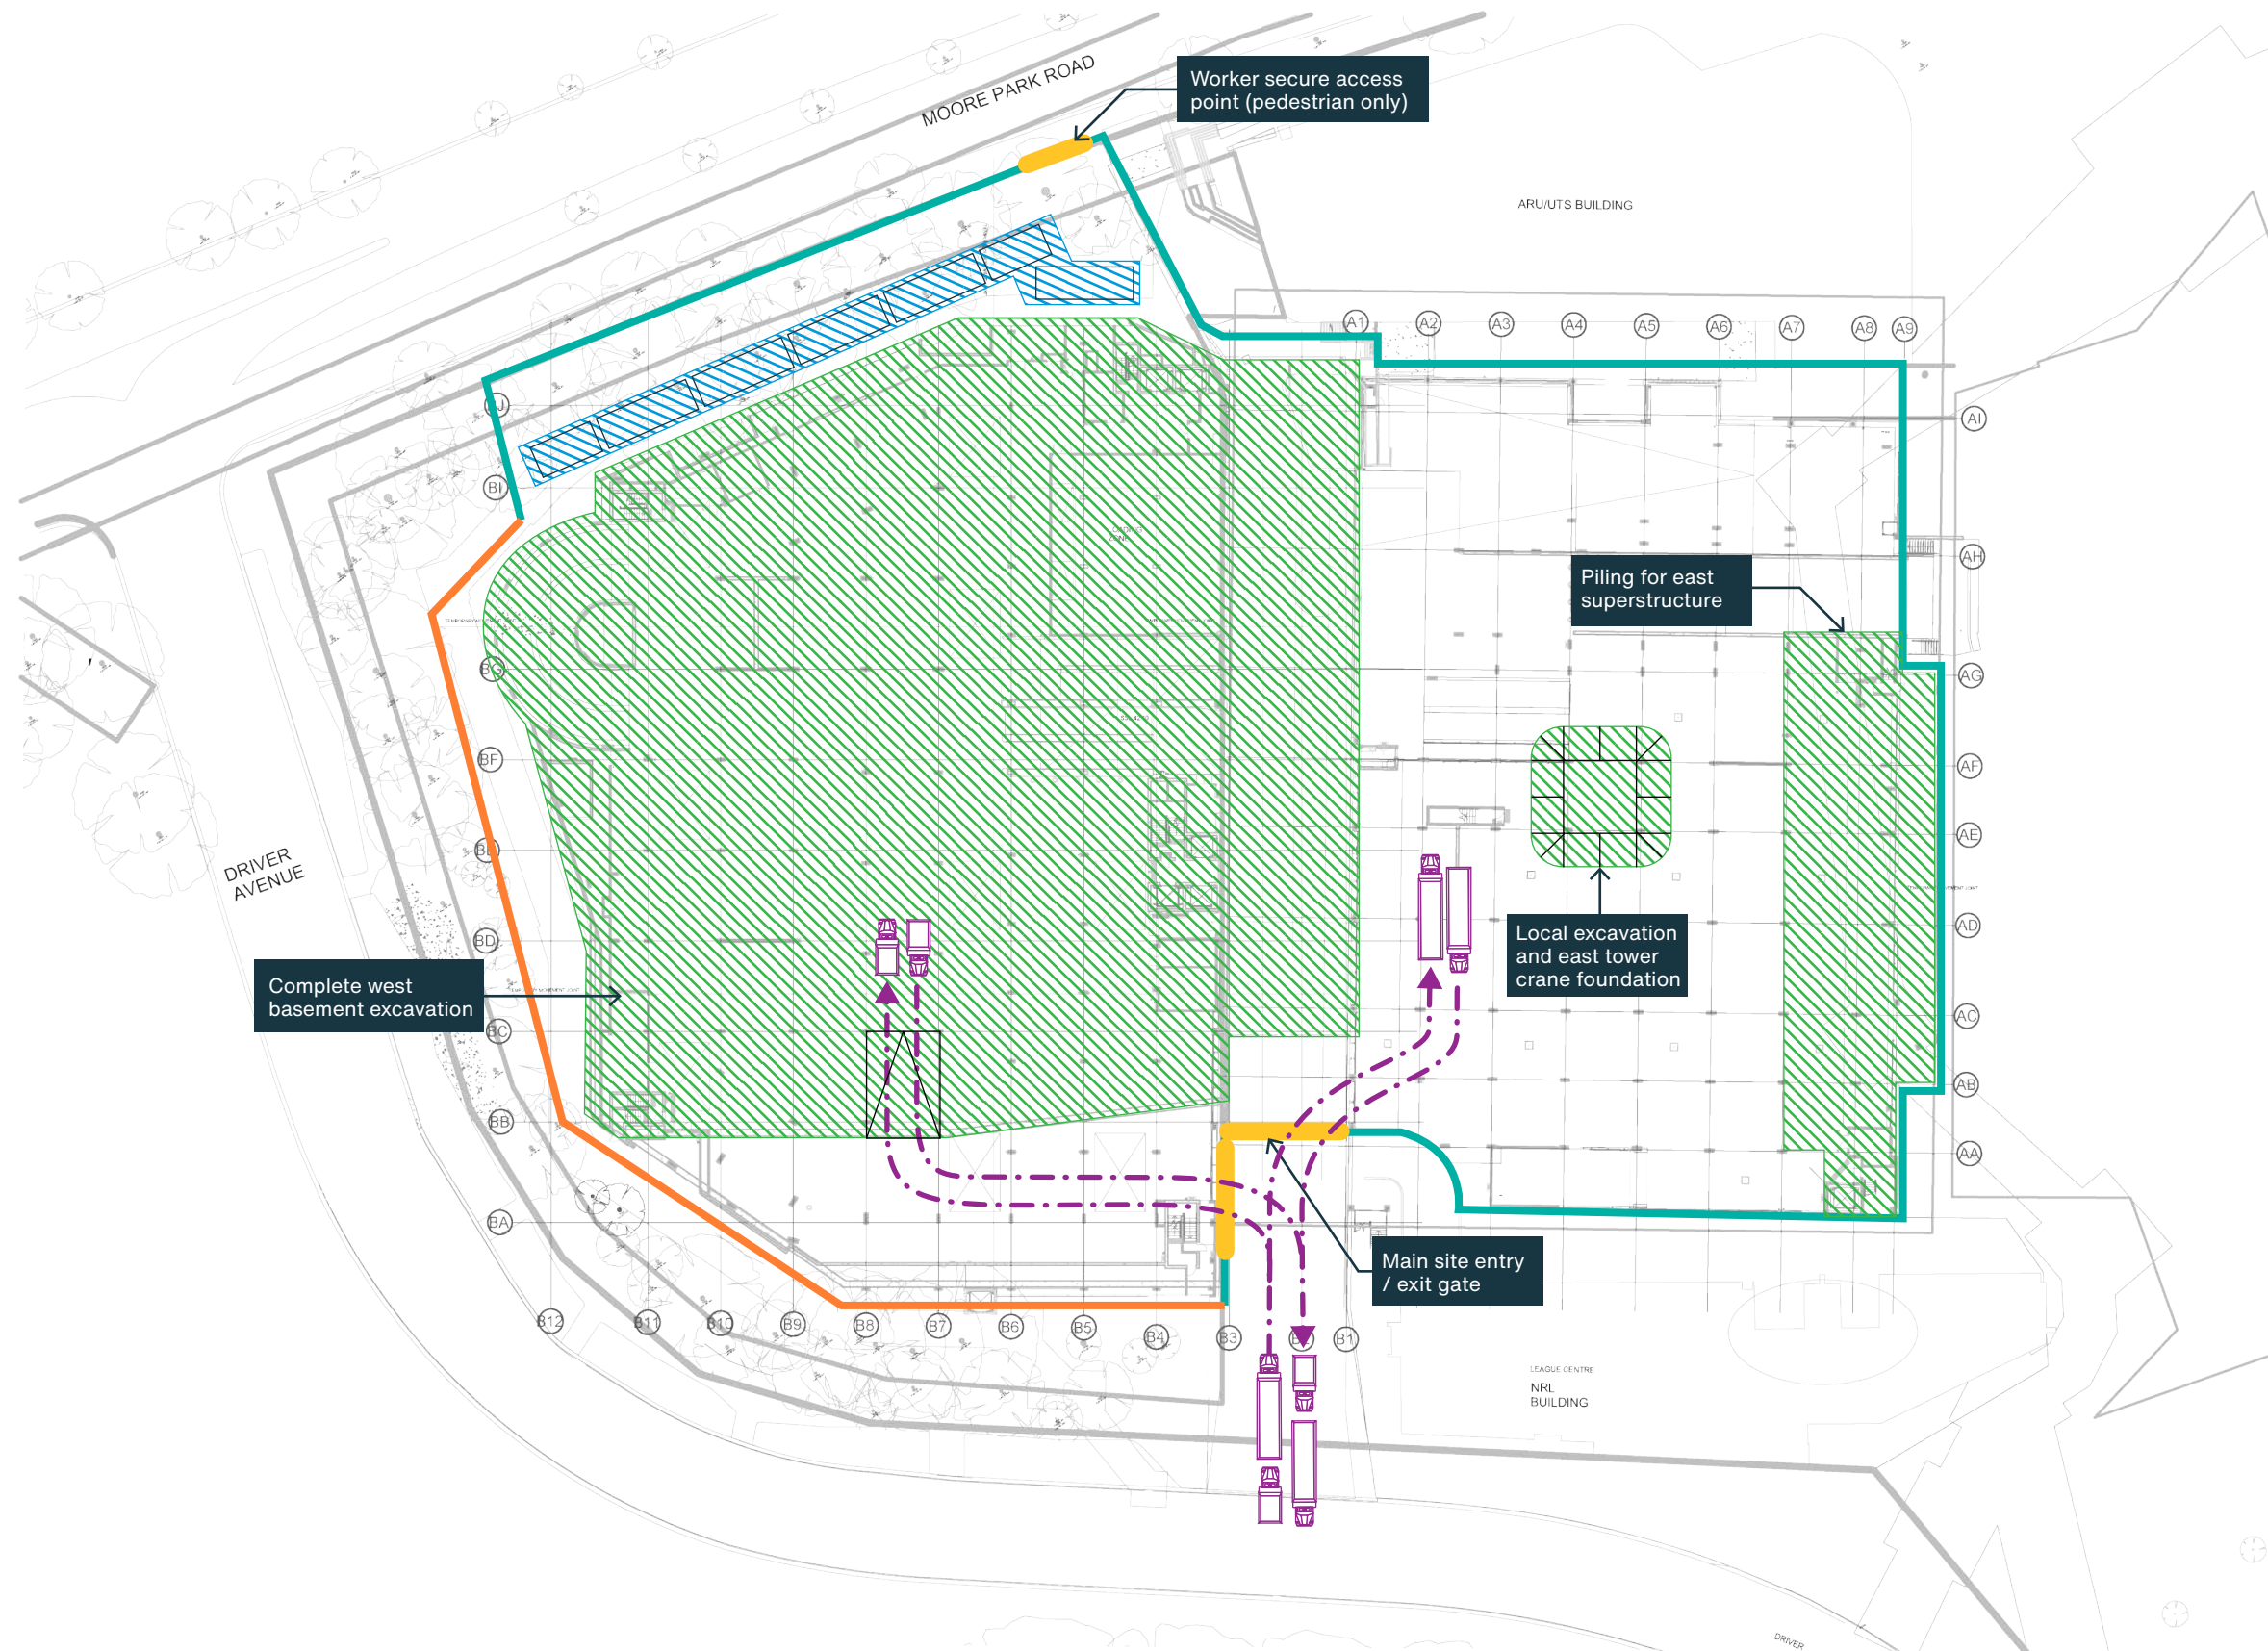 Worker secure access
point (pedestrian only)
MOORE PARK ROAD
ARU/UTS BUILDING
A1
A2
A3
A4
A5
A6
A7
A8
A9
AI
AH
AG
AF
AE
AD
AC
AB
AA
BI
BG
BF
BD
BC
BB
BA
LOADING
ZONE
Piling for east
superstructure
DRIVER
AVENUE
Local excavation
and east tower
crane foundation
Complete west
basement excavation
Main site entry
/ exit gate
B12
B11
B10
B9
B8
B7
B6
B5
B4
B3
B1
LEAGUE CENTRE
NRL
BUILDING
DRIVER